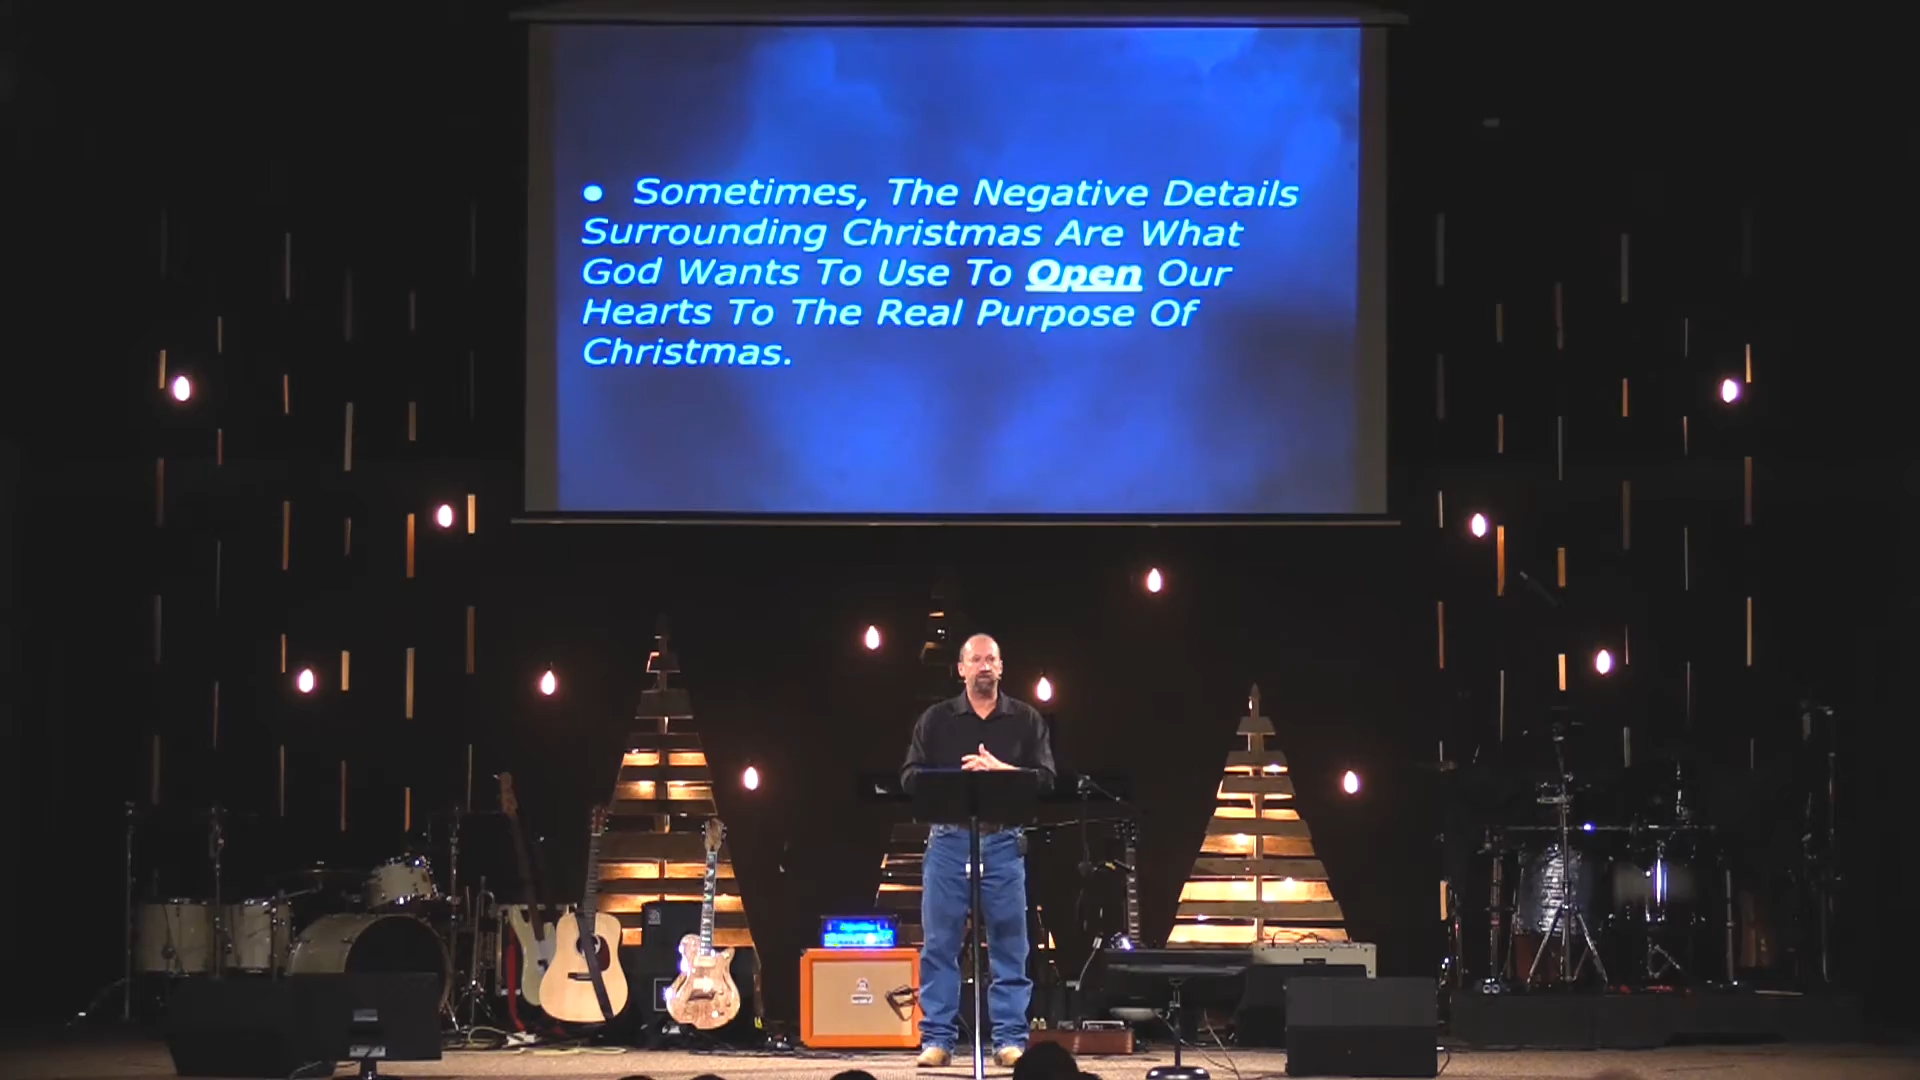 ● Sometimes, The Negative Details
Surrounding Christmas Are What
God Wants To Use To Open Our
Hearts To The Real Purpose Of
Christmas.